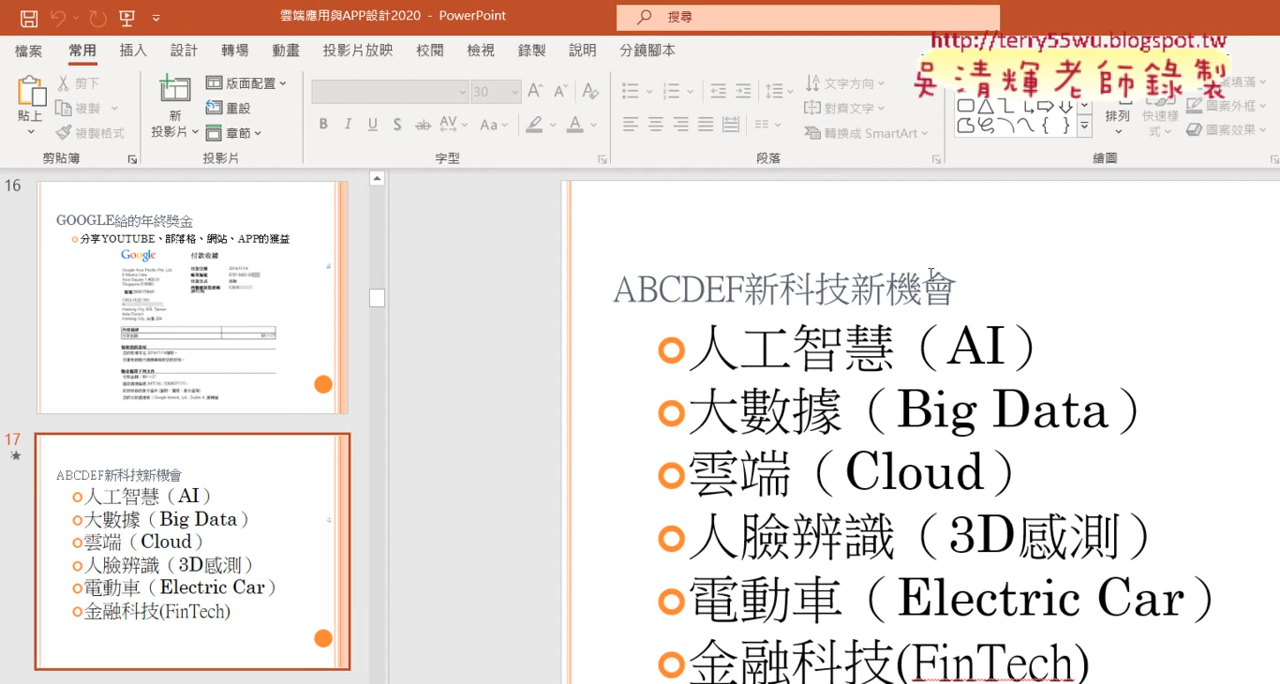 雲端應用與APP設計2020 - PowerPoint
搜尋
http://terry55wu.blogspot.tw
吳清輝老師錄製
檔案 常用 插入 設計 轉場 動畫 投影片放映 校閱 檢視 錄製 說明 分鏡腳本
貼上
剪下
複製
複製格式
剪貼簿
新
投影片
版面配置
重設
章節
投影片
30
字型
文字方向
對齊文字
轉換成 SmartArt
段落
排列
快速樣
式
圖案外框
圖案效果
繪圖
16
GOOGLE給的年終獎金
分享YOUTUBE、部落格、網站、APP的獲益
Google
付款收據
17
ABCDEF新科技新機會
人工智慧（AI）
大數據（Big Data）
雲端（Cloud）
人臉辨識（3D感測）
電動車（Electric Car）
金融科技(FinTech)
ABCDEF新科技新機會
人工智慧（AI）
大數據（Big Data）
雲端（Cloud）
人臉辨識（3D感測）
電動車（Electric Car）
金融科技(FinTech)